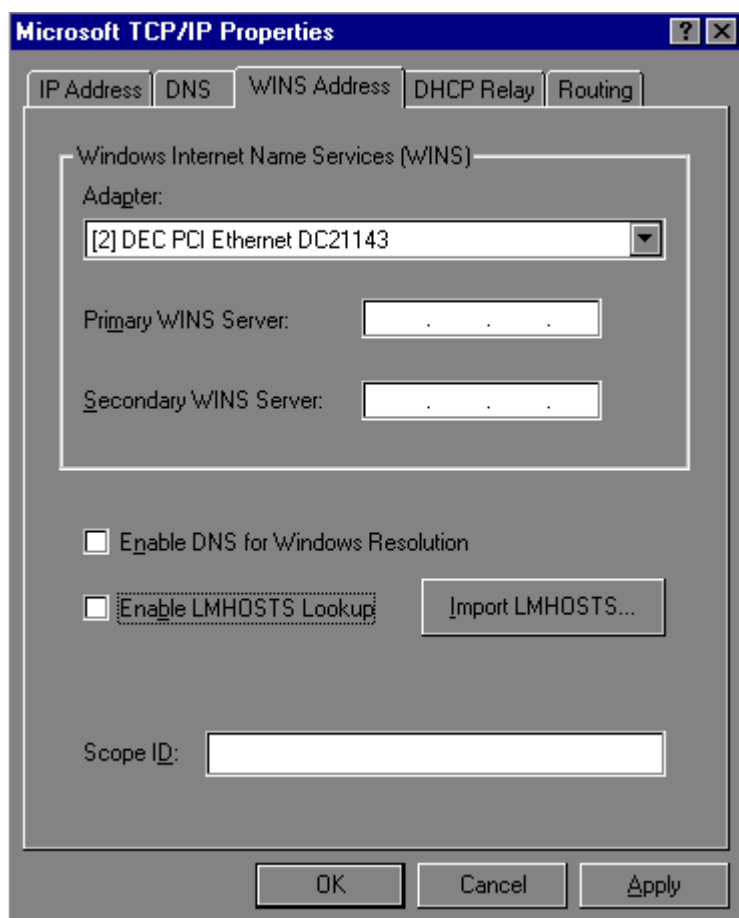 Microsoft TCP/IP Properties
IP Address DNS WINS Address DHCP Relay Routing
Windows Internet Name Services (WINS)
Adapter:
[2] DEC PCI Ethernet DC21143
Primary WINS Server: . . .
Secondary WINS Server: . . .
Enable DNS for Windows Resolution
Enable LMHOSTS Lookup Import LMHOSTS...
Scope ID:
OK Cancel Apply